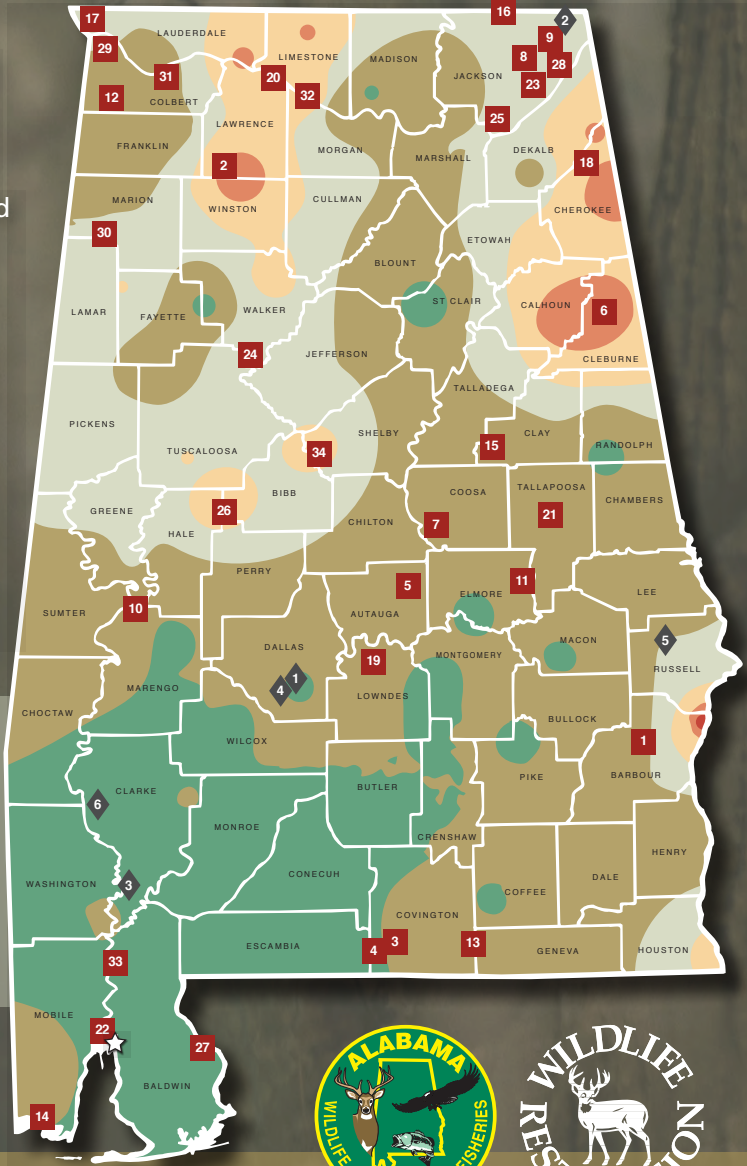 16
17
2
LAUDERDALE
9
29
LIMESTONE
MADISON
8
28
JACKSON
31
20
23
12
COLBERT
32
25
LAWRENCE
FRANKLIN
MORGAN
MARSHALL
DEKALB
2
18
MARION
WINSTON
CULLMAN
CHEROKEE
d
30
ETOWAH
BLOUNT
LAMAR
FAYETTE
WALKER
ST CLAIR
CALHOUN
6
24
JEFFERSON
CLEBURNE
TALLADEGA
PICKENS
SHELBY
CLAY
15
RANDOLPH
TUSCALOOSA
34
BIBB
COOSA
TALLAPOOSA
CHAMBERS
GREENE
26
HALE
CHILTON
7
21
PERRY
5
11
LEE
SUMTER
10
AUTAUGA
ELMORE
MACON
5
DALLAS
MONTGOMERY
RUSSELL
19
1
4
MARENGO
LOWNDES
CHOCTAW
BULLOCK
WILCOX
1
PIKE
BARBOUR
CLARKE
BUTLER
6
MONROE
CRENSHAW
HENRY
WASHINGTON
3
CONECUH
DALE
COFFEE
COVINGTON
ESCAMBIA
4
3
13
GENEVA
HOUSTON
33
MOBILE
22
27
BALDWIN
14
ALABAMA
WILDLIFE
FISHERIES
WILDLIFE